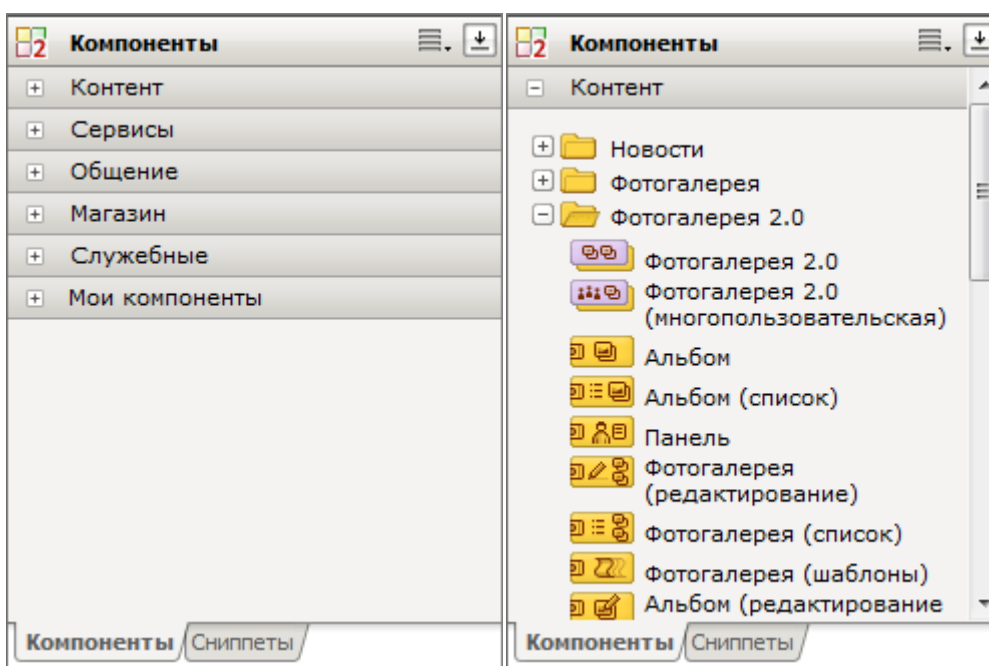 2 Компоненты
Контент
Сервисы
Общение
Магазин
Служебные
Мои компоненты
Компоненты Сниппеты
2 Компоненты
Контент
Новости
Фотогалерея
Фотогалерея 2.0
Фотогалерея 2.0
Фотогалерея 2.0
(многопользовательская)
Альбом
Альбом (список)
Панель
Фотогалерея
(редактирование)
Фотогалерея (список)
Фотогалерея (шаблоны)
Альбом (редактирование
Компоненты Сниппеты